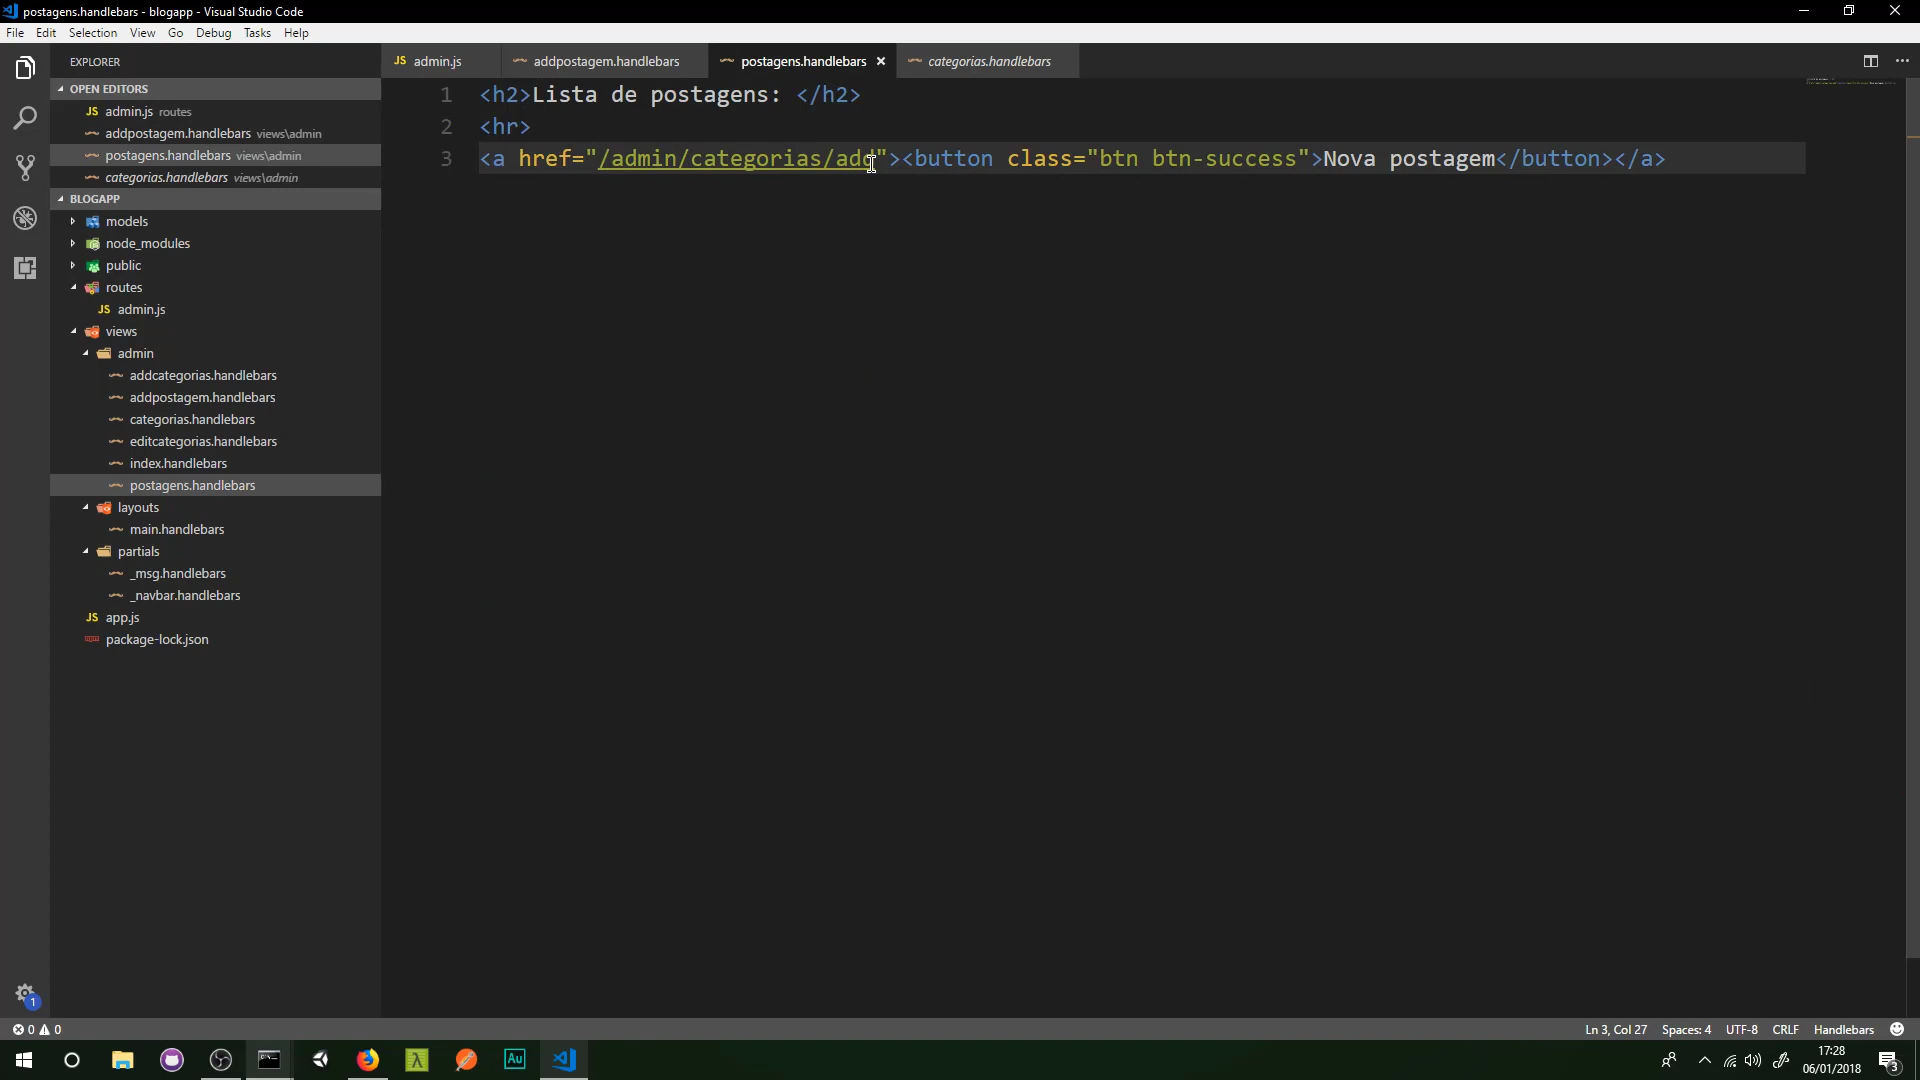 postagens.handlebars - blogapp - Visual Studio Code
File Edit Selection View Go Debug Tasks Help
EXPLORER
OPEN EDITORS
JS admin.js routes
addpostagem.handlebars views\admin
postagens.handlebars views\admin
categorias.handlebars views\admin
BLOGAPP
models
node_modules
public
routes
JS admin.js
views
admin
addcategorias.handlebars
addpostagem.handlebars
categorias.handlebars
editcategorias.handlebars
index.handlebars
postagens.handlebars
layouts
main.handlebars
partials
_msg.handlebars
_navbar.handlebars
JS app.js
package-lock.json
1
JS admin.js addpostagem.handlebars postagens.handlebars categorias.handlebars
1 <h2>Lista de postagens: </h2>
2 <hr>
3 <a href="/admin/categorias/add"><button class="btn btn-success">Nova postagem</button></a>
0 0 Ln 3, Col 27 Spaces: 4 UTF-8 CRLF Handlebars
Au
17:28
06/01/2018
3